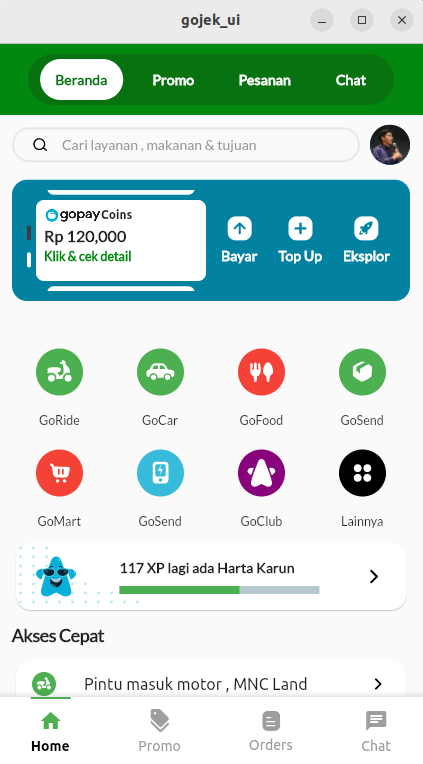 gojek_ui
Beranda Promo Pesanan Chat
Cari layanan , makanan & tujuan
gopay Coins
Rp 120,000
Klik & cek detail
Bayar Top Up Eksplor
GoRide GoCar GoFood GoSend
GoMart GoSend GoClub Lainnya
117 XP lagi ada Harta Karun
Akses Cepat
Pintu masuk motor , MNC Land
Home Promo Orders Chat